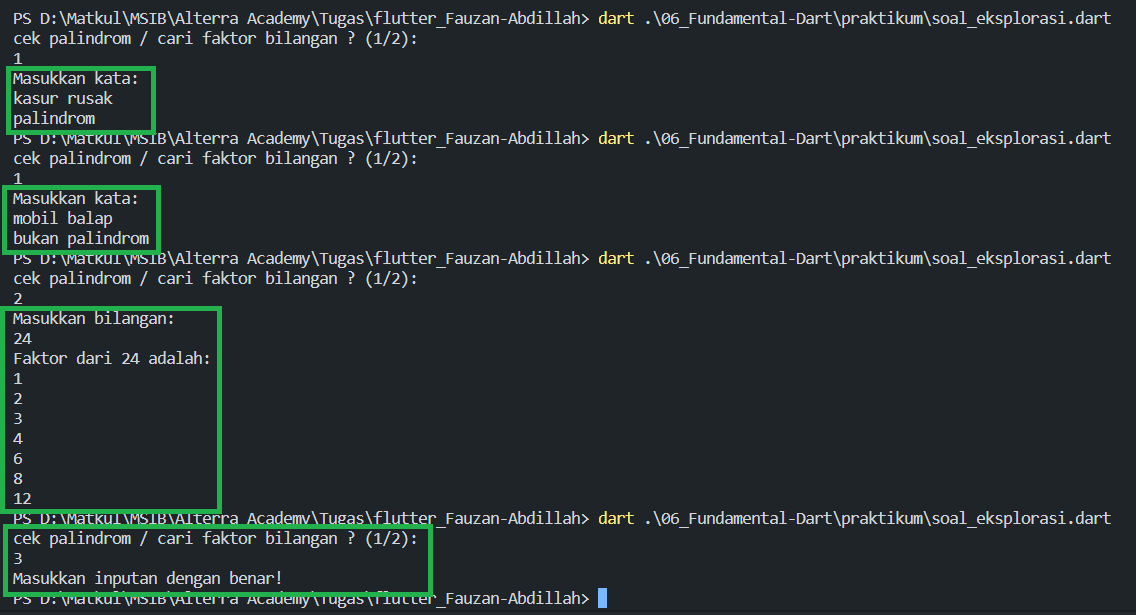 PS D:\Matkul\MSIB\Alterra Academy\Tugas\flutter_Fauzan-Abdillah> dart .\06_Fundamental-Dart\praktikum\soal_eksplorasi.dart
cek palindrom / cari faktor bilangan ? (1/2):
1
Masukkan kata:
kasur rusak
palindrom
PS D:\Matkul\MSIB\Alterra Academy\Tugas\flutter_Fauzan-Abdillah> dart .\06_Fundamental-Dart\praktikum\soal_eksplorasi.dart
cek palindrom / cari faktor bilangan ? (1/2):
1
Masukkan kata:
mobil balap
bukan palindrom
PS D:\Matkul\MSIB\Alterra Academy\Tugas\flutter_Fauzan-Abdillah> dart .\06_Fundamental-Dart\praktikum\soal_eksplorasi.dart
cek palindrom / cari faktor bilangan ? (1/2):
2
Masukkan bilangan:
24
Faktor dari 24 adalah:
1
2
3
4
6
8
12
PS D:\Matkul\MSIB\Alterra Academy\Tugas\flutter_Fauzan-Abdillah> dart .\06_Fundamental-Dart\praktikum\soal_eksplorasi.dart
cek palindrom / cari faktor bilangan ? (1/2):
3
Masukkan inputan dengan benar!
PS D:\Matkul\MSIB\Alterra Academy\Tugas\flutter_Fauzan-Abdillah>